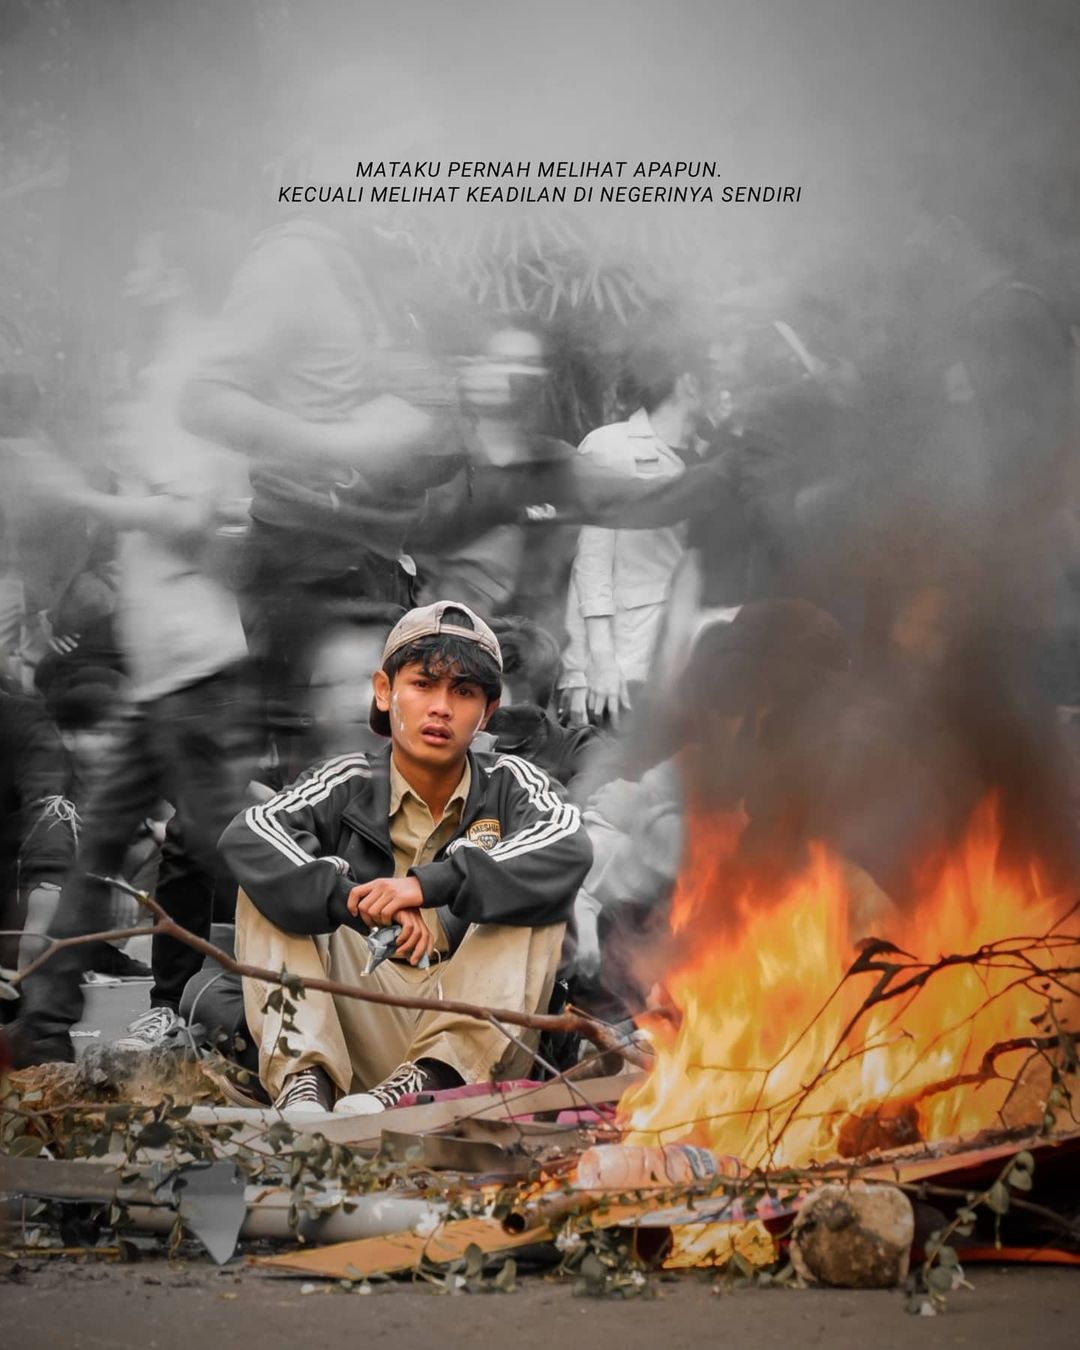 MATAKU PERNAH MELIHAT APAPUN.
KECUALI MELIHAT KEADILAN DI NEGERINYA SENDIRI